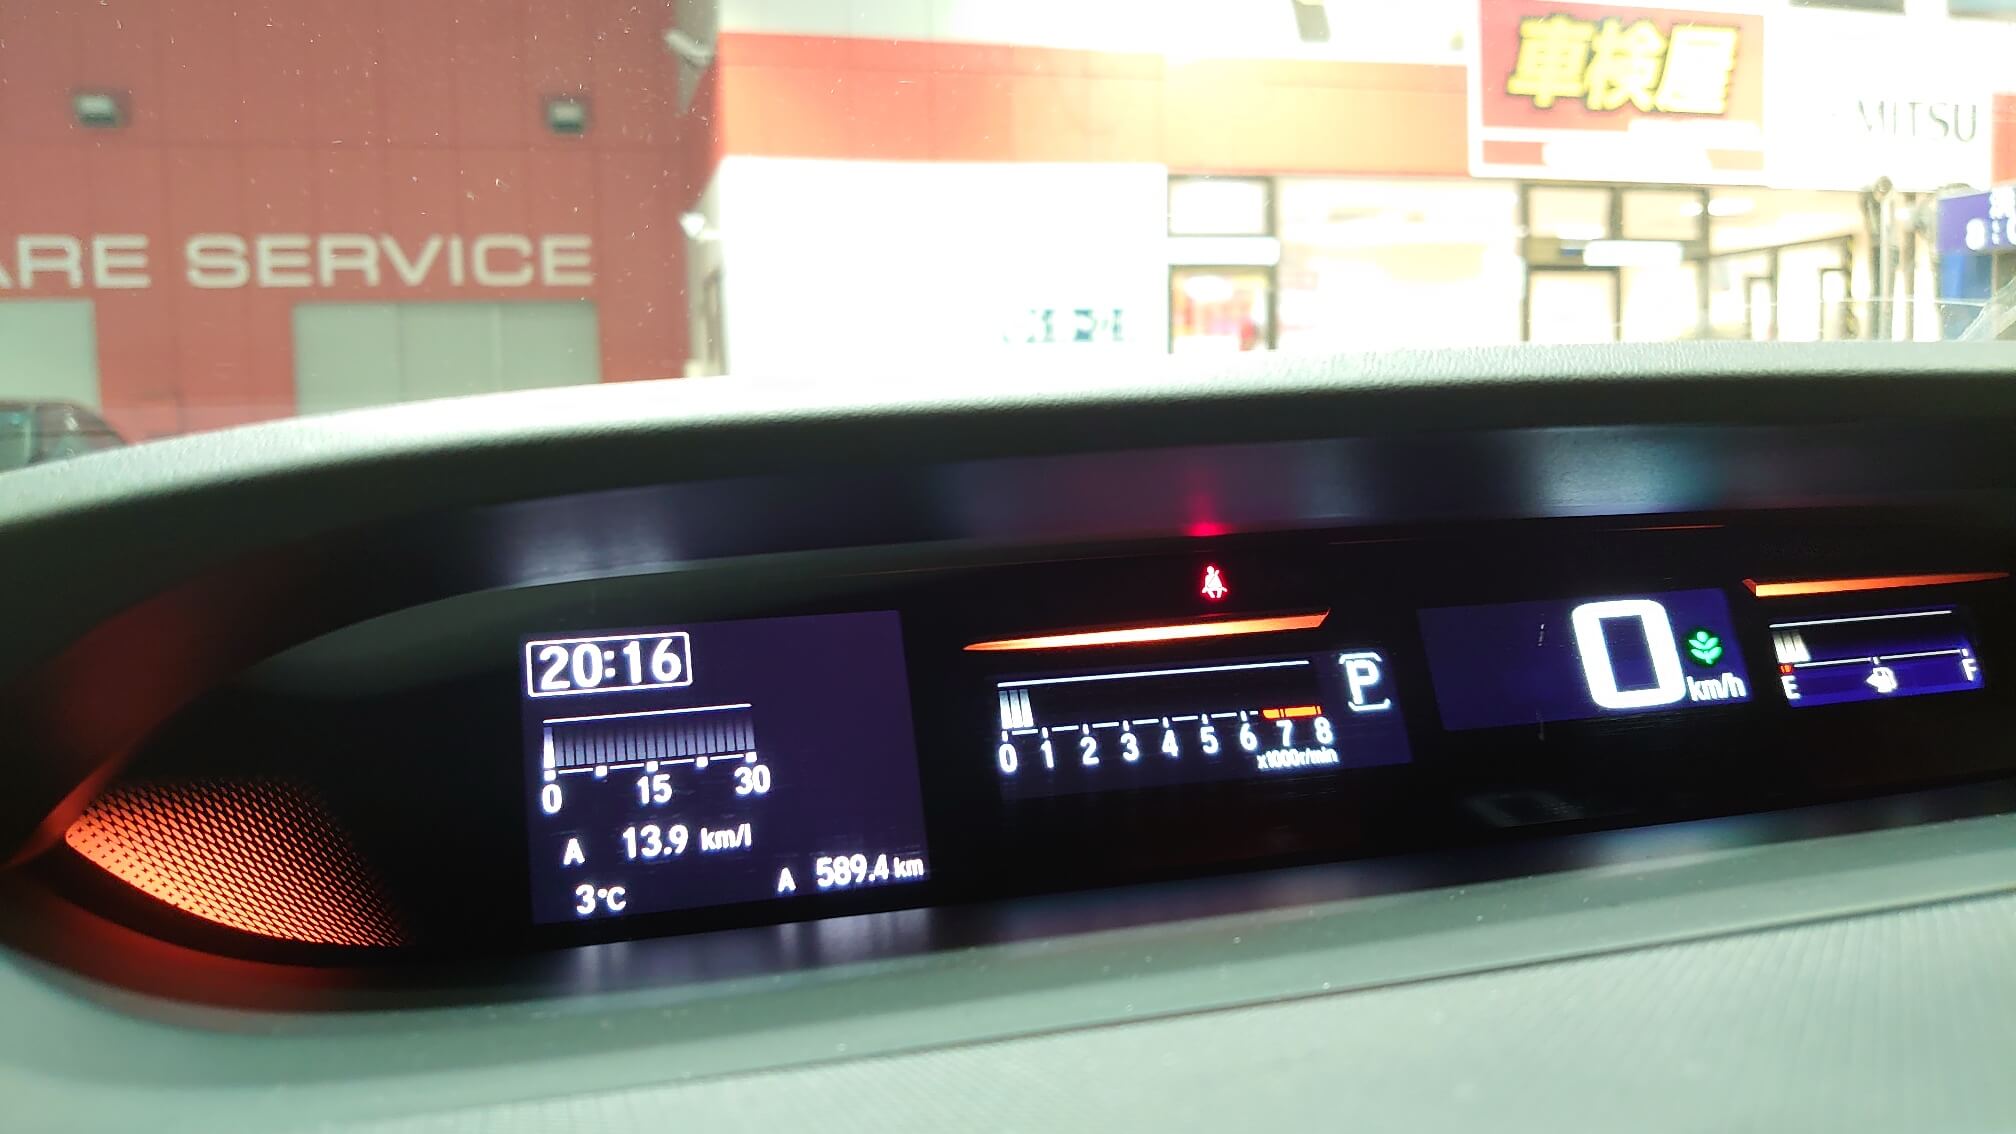 ARE SERVICE
車検屋
MITSU
20:16
0 15 30
A 13.9 km/l
3°C
A 589.4 km
0 1 2 3 4 5 6 7 8
x1000r/min
P
0 km/h
E F